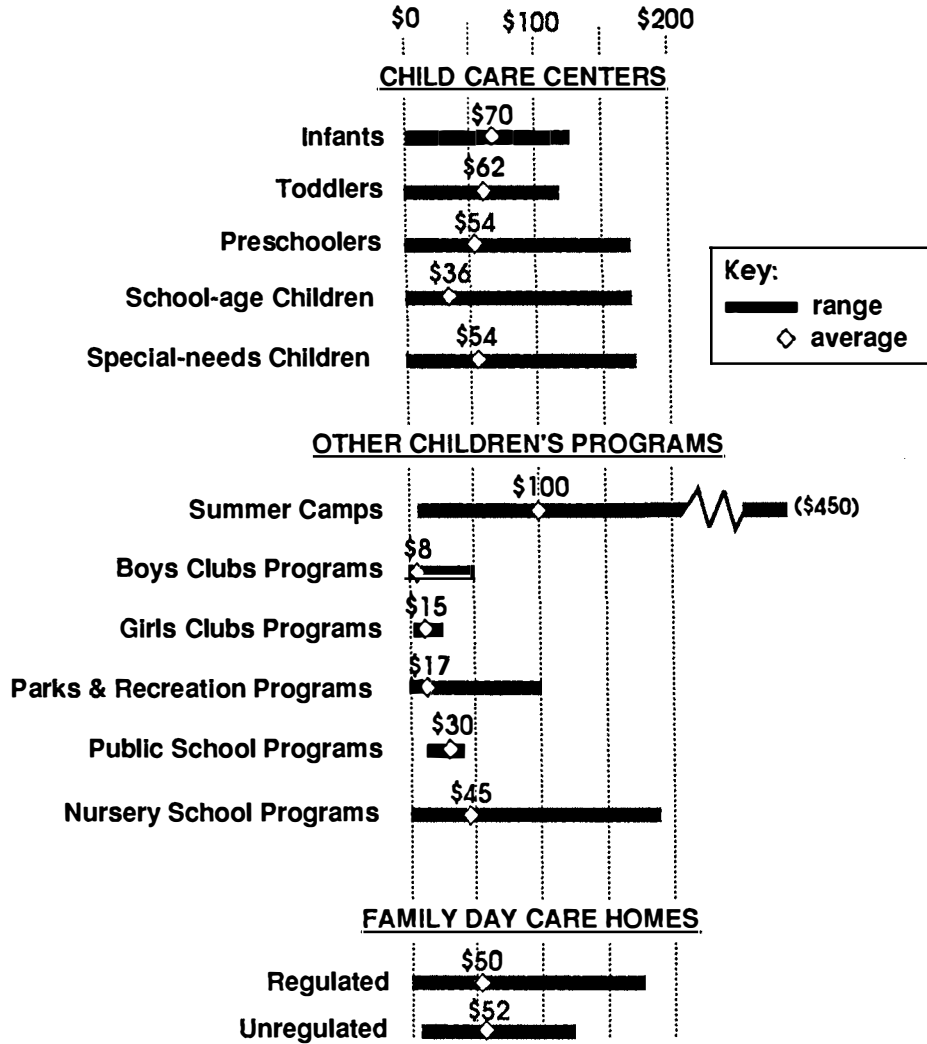 $0 $100 $200
CHILD CARE CENTERS
$70
Infants
$62
Toddlers
$54
Preschoolers
$36
School-age Children
$54
Special-needs Children
Key:
range
average
OTHER CHILDREN'S PROGRAMS
$100
Summer Camps ($450)
$8
Boys Clubs Programs
$15
Girls Clubs Programs
$17
Parks & Recreation Programs
$30
Public School Programs
$45
Nursery School Programs
FAMILY DAY CARE HOMES
$50
Regulated
$52
Unregulated